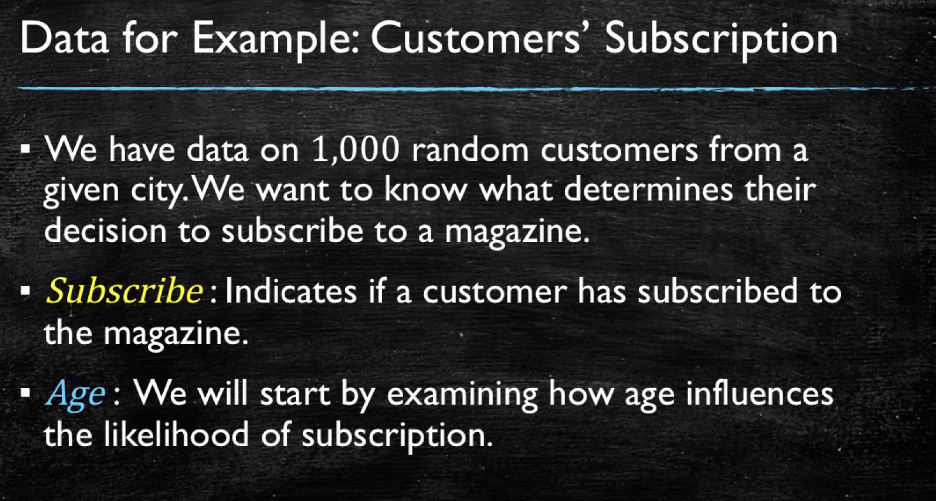 Data for Example: Customers’ Subscription
▪ We have data on 1,000 random customers from a
given city. We want to know what determines their
decision to subscribe to a magazine.
▪ Subscribe : Indicates if a customer has subscribed to
the magazine.
▪ Age : We will start by examining how age influences
the likelihood of subscription.